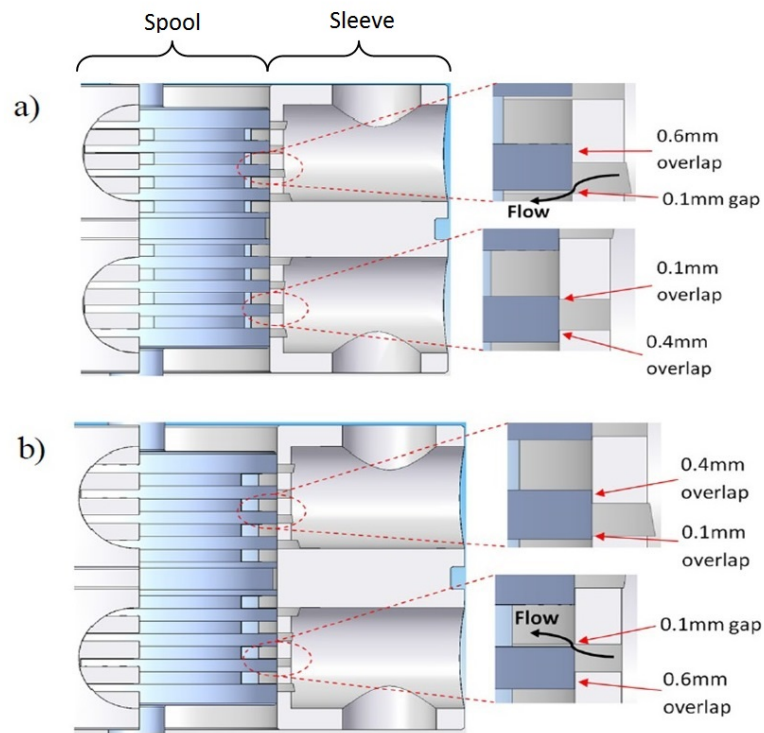 Spool
Sleeve
a)
0.6mm
overlap
0.1mm gap
Flow
0.1mm
overlap
0.4mm
overlap
b)
0.4mm
overlap
0.1mm
overlap
Flow
0.1mm gap
0.6mm
overlap